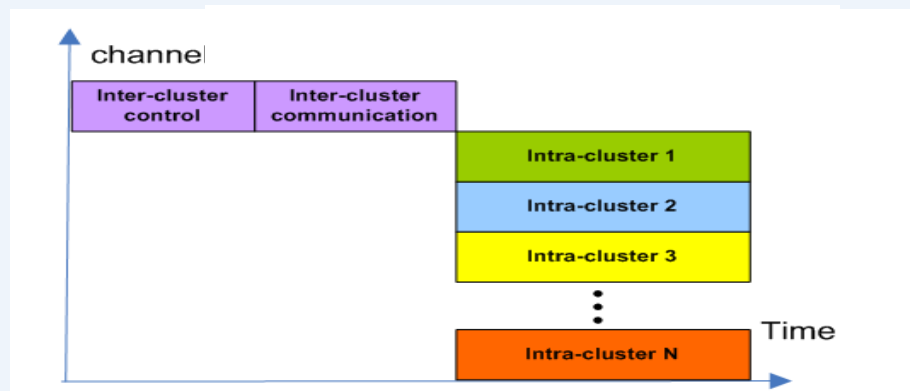 channel
Inter-cluster
control
Inter-cluster
communication
Intra-cluster 1
Intra-cluster 2
Intra-cluster 3
Time
Intra-cluster N